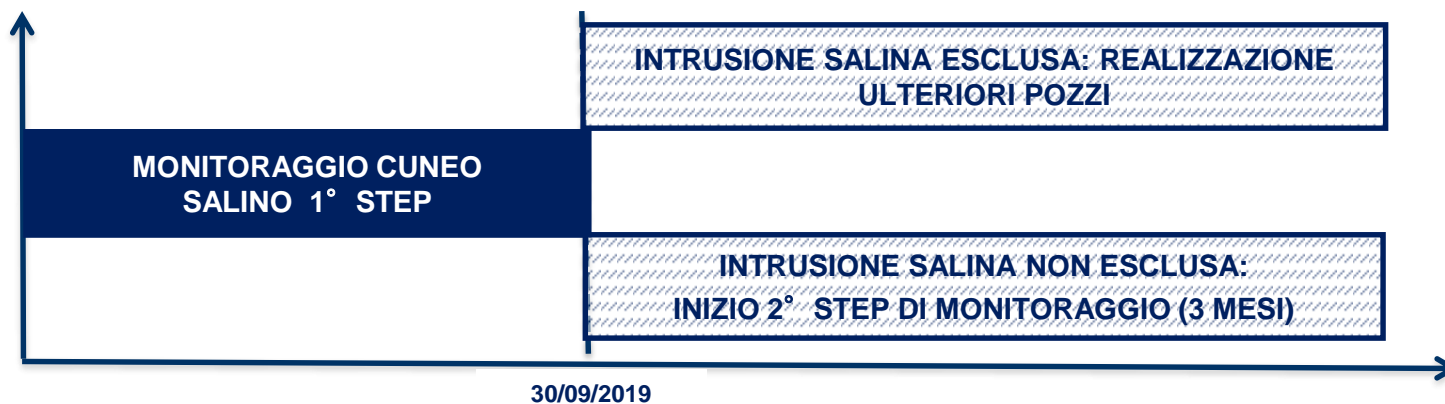 INTRUSIONE SALINA ESCLUSA: REALIZZAZIONE
ULTERIORI POZZI
MONITORAGGIO CUNEO
SALINO 1° STEP
INTRUSIONE SALINA NON ESCLUSA:
INIZIO 2° STEP DI MONITORAGGIO (3 MESI)
30/09/2019